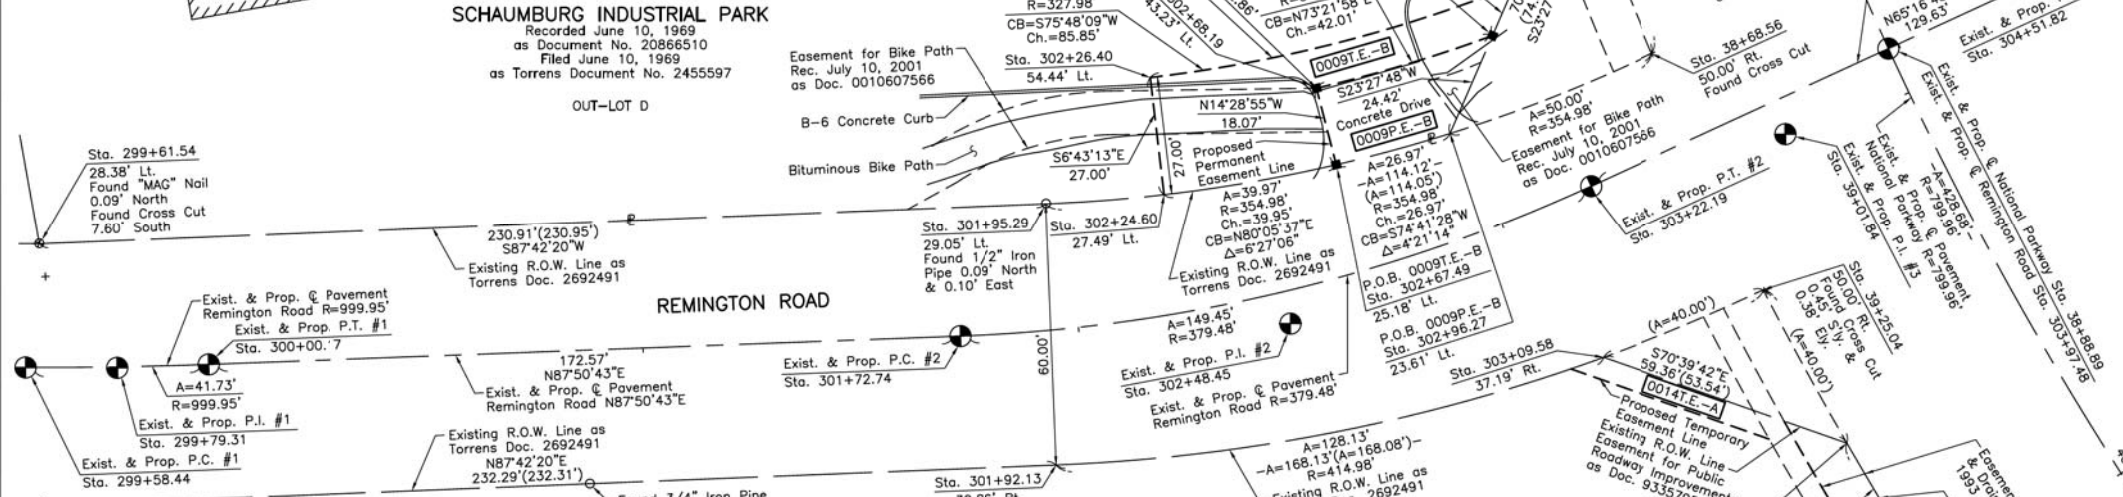 SCHAUMBURG INDUSTRIAL PARK
Recorded June 10, 1969
as Document No. 20866510
Filed June 10, 1969
as Torrens Document No. 2455597
OUT-LOT D
Sta. 299+61.54
28.38' Lt.
Found "MAG" Nail
0.09' North
Found Cross Cut
7.60' South
230.91'(230.95')
S87°42'20"W
Existing R.O.W. Line as
Torrens Doc. 2692491
Easement for Bike Path
Rec. July 10, 2001
as Doc. 0010607566
B-6 Concrete Curb
Bituminous Bike Path
R=327.98
CB=S75°48'09"W
Ch.=85.85'
Sta. 302+26.40
54.44' Lt.
302+68.19
43.23' Lt.
CB=N73°21'58"E
Ch.=42.01'
0009T.E.-B
S23°27'48"W
24.42'
Concrete Drive
0009P.E.-B
N14°28'55"W
18.07'
S6°43'13"E
27.00'
27.00'
Proposed
Permanent
Easement Line
A=39.97'
R=354.98'
Ch.=39.95'
CB=N80°05'37"E
Δ=6°27'06"
Existing R.O.W. Line as
Torrens Doc. 2692491
Sta. 301+95.29
29.05' Lt.
Found 1/2" Iron
Pipe 0.09' North
& 0.10' East
Sta. 302+24.60
27.49' Lt.
A=26.97'
-A=114.12'-
(A=114.05')
R=354.98'
Ch.=26.97'
CB=S74°41'28"W
Δ=4°21'14"
P.O.B. 0009T.E.-B
Sta. 302+67.49
25.18' Lt.
P.O.B. 0009P.E.-B
Sta. 302+96.27
23.61' Lt.
A=50.00'
R=354.98'
Easement for Bike Path
Rec. July 10, 2001
as Doc. 0010607566
Sta. 38+68.56
50.00' Rt.
Found Cross Cut
129.63'
Exist. & Prop.
Sta. 304+51.82
Exist. & Prop. P.T. #2
Sta. 303+22.19
Exist. & Prop. P.I. #3
Sta. 39+01.84
Exist. & Prop. ℄ Pavement
National Parkway R=799.96'
-A=428.68'-
R=799.96'
Exist. & Prop. ℄ National Parkway Sta. 38+88.89
Exist. & Prop. ℄ Remington Road Sta. 303+97.48
Exist. & Prop. ℄ Pavement
Remington Road R=999.95'
Exist. & Prop. P.T. #1
A=41.73'
R=999.95'
Exist. & Prop. P.I. #1
Sta. 299+79.31
Exist. & Prop. P.C. #1
Sta. 299+58.44
REMINGTON ROAD
172.57'
N87°50'43"E
Exist. & Prop. ℄ Pavement
Remington Road N87°50'43"E
Existing R.O.W. Line as
Torrens Doc. 2692491
N87°42'20"E
232.29'(232.31')
Exist. & Prop. P.C. #2
Sta. 301+72.74
60.00'
Sta. 301+92.13
A=149.45'
R=379.48'
Exist. & Prop. P.I. #2
Sta. 302+48.45
Exist. & Prop. ℄ Pavement
Remington Road R=379.48'
A=128.13'
-A=168.13'(A=168.08')-
R=414.98'
Existing R.O.W. Line as
2692491
Sta. 303+09.58
37.19' Rt.
(A=40.00')
S70°39'42"E
59.36'(53.54')
0014T.E.-A
Proposed Temporary
Easement Line
Existing R.O.W. Line
Easement for Public
Roadway Improvement
as Doc.
Sta. 39+25.04
50.00' Rt.
Found Cross Cut
0.45' S'ly. &
0.38' Ely.
(A=40.00')
1993